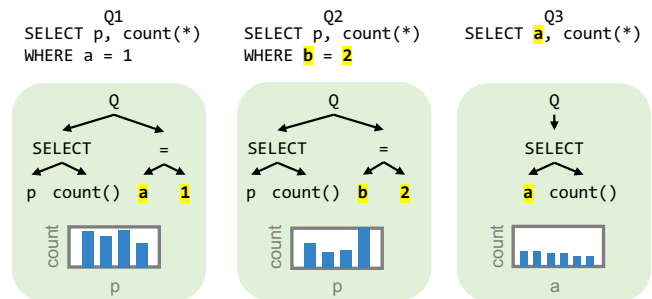 Q1
SELECT p, count(*)
WHERE a = 1
Q
SELECT =
p count() a 1
count
p
Q2
SELECT p, count(*)
WHERE b = 2
Q
SELECT =
p count() b 2
count
p
Q3
SELECT a, count(*)
Q
SELECT
a count()
count
a